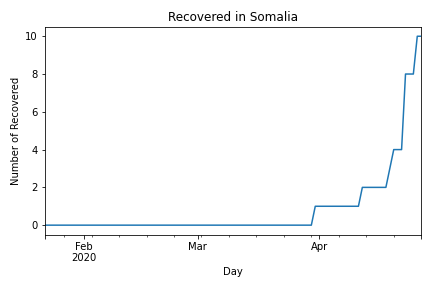 Recovered in Somalia
10
8
6
4
2
0
Number of Recovered
Feb
2020
Mar
Apr
Day